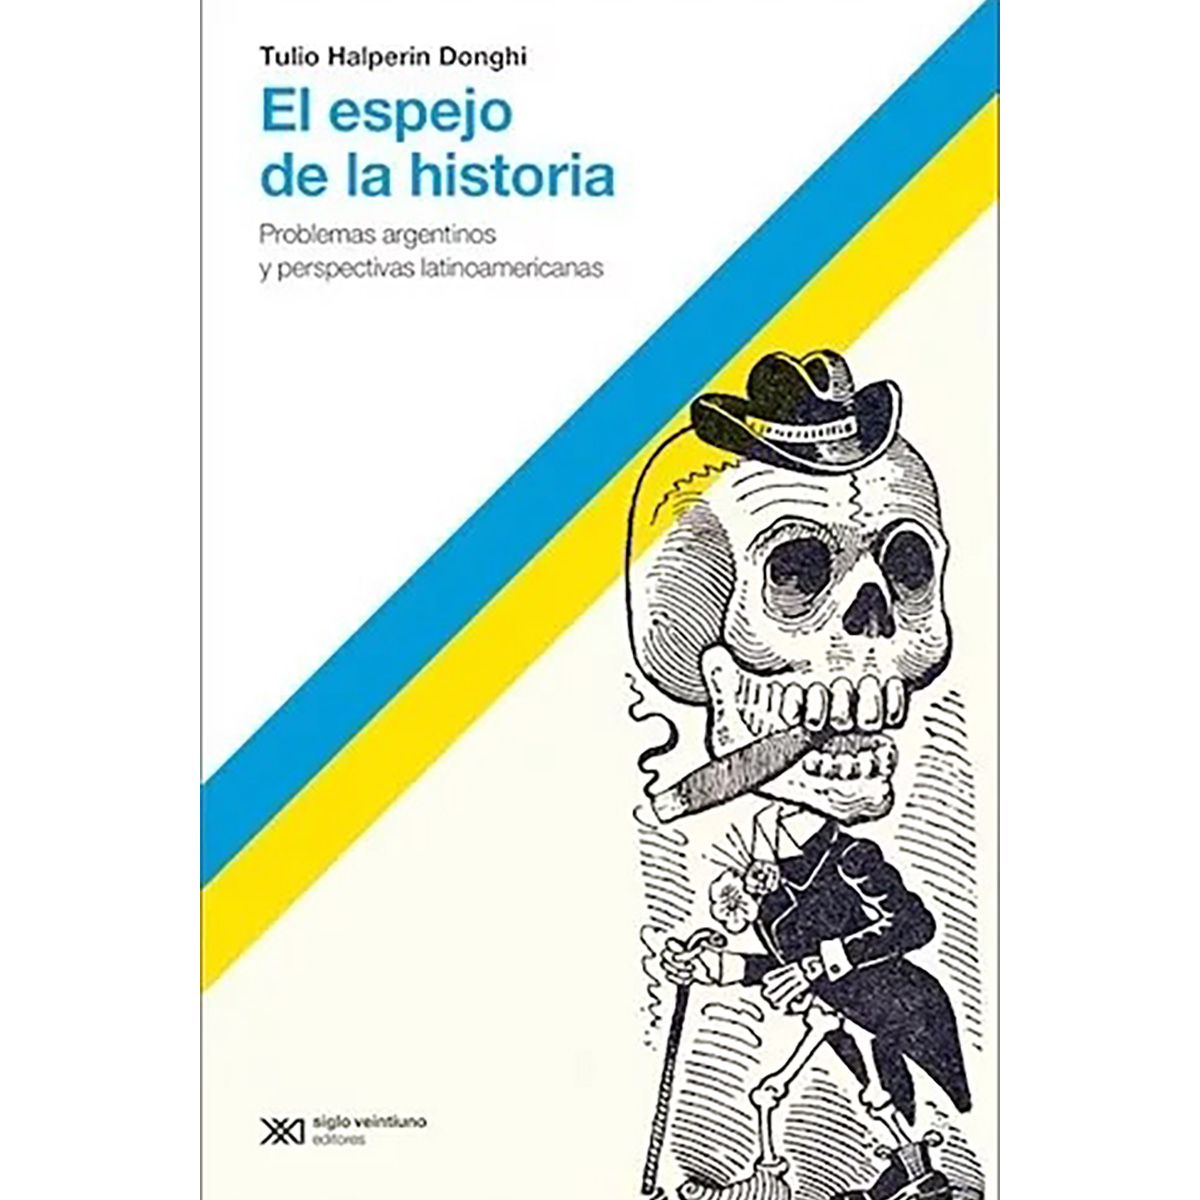 Tulio Halperin Donghi
El espejo
de la historia
Problemas argentinos
y perspectivas latinoamericanas
siglo veintiuno
editores